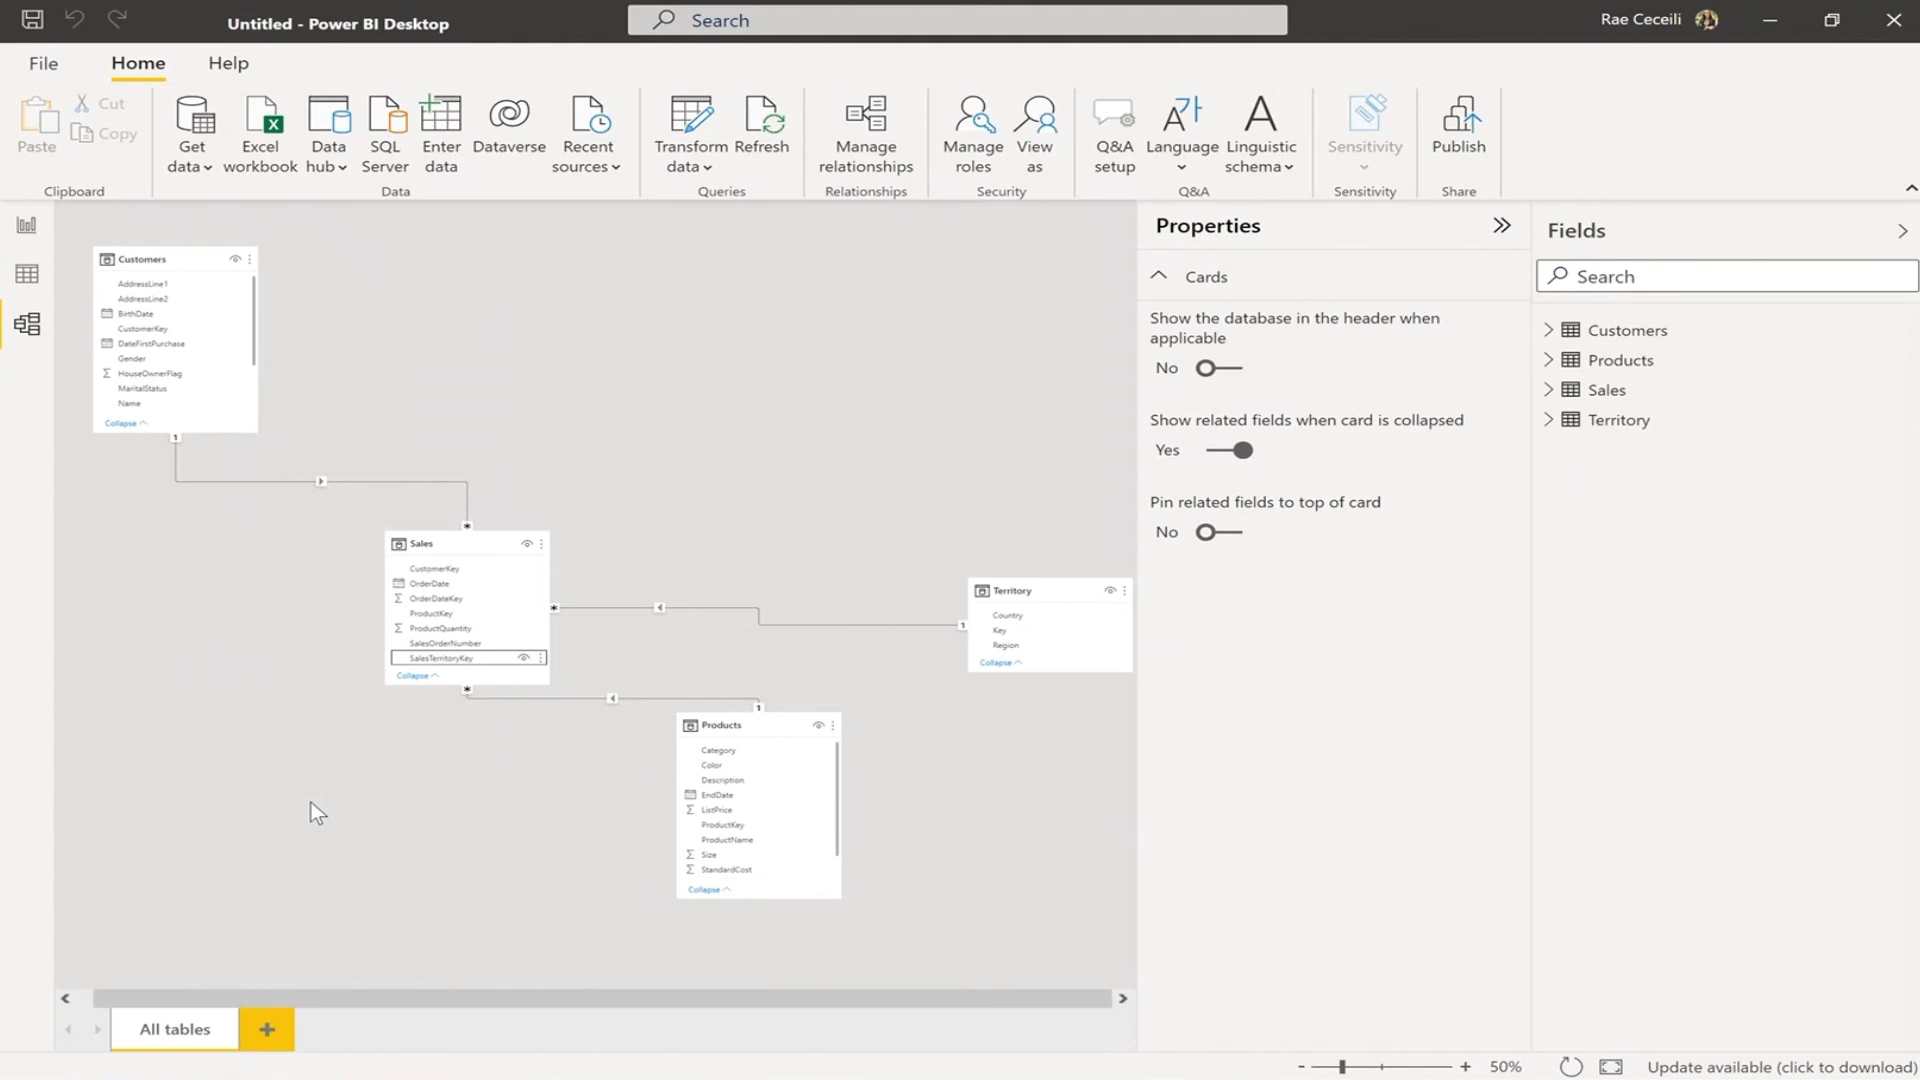 Untitled - Power BI Desktop
Search
Rae Ceceili
File
Home
Help
Paste
Cut
Copy
Clipboard
Get data
Excel workbook
Data hub
SQL Server
Enter data
Dataverse
Recent sources
Data
Transform data
Refresh
Queries
Manage relationships
Relationships
Manage roles
View as
Security
Q&A setup
Language
Linguistic schema
Q&A
Sensitivity
Sensitivity
Publish
Share
Customers
AddressLine1
AddressLine2
BirthDate
CustomerKey
DateFirstPurchase
Gender
HouseOwnerFlag
MaritalStatus
Name
Collapse
1
*
Sales
CustomerKey
OrderDate
OrderDateKey
ProductKey
ProductQuantity
SalesOrderNumber
SalesTerritoryKey
Collapse
*
1
Territory
Country
Key
Region
Collapse
*
1
Products
Category
Color
Description
EndDate
ListPrice
ProductKey
ProductName
Size
StandardCost
Collapse
Properties
Cards
Show the database in the header when
applicable
No
Show related fields when card is collapsed
Yes
Pin related fields to top of card
No
Fields
Search
Customers
Products
Sales
Territory
All tables
+
- + 50%
Update available (click to download)